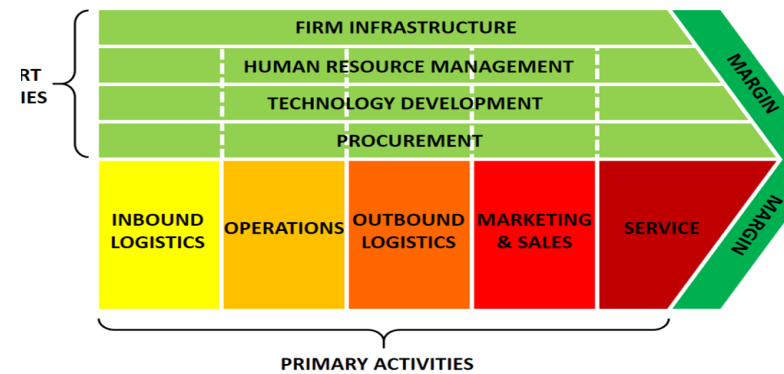 FIRM INFRASTRUCTURE
HUMAN RESOURCE MANAGEMENT
TECHNOLOGY DEVELOPMENT
PROCUREMENT
RT
IES
MARGIN
INBOUND
LOGISTICS
OPERATIONS
OUTBOUND
LOGISTICS
MARKETING
& SALES
SERVICE
MARGIN
PRIMARY ACTIVITIES